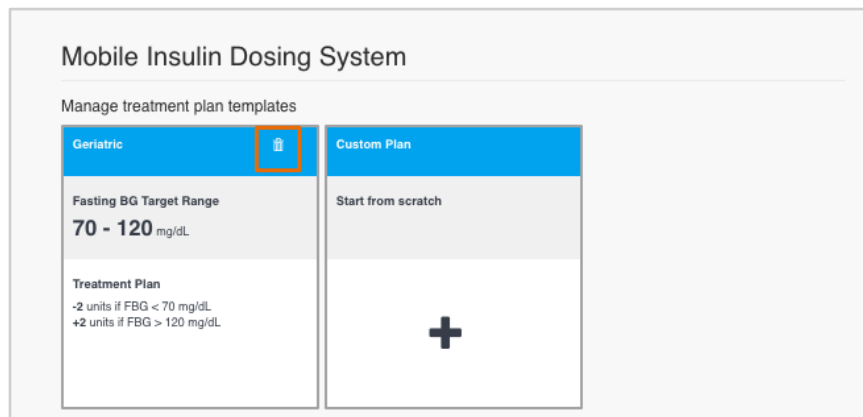 Mobile Insulin Dosing System
Manage treatment plan templates
Geriatric
Fasting BG Target Range
70 - 120 mg/dL
Treatment Plan
-2 units if FBG < 70 mg/dL
+2 units if FBG > 120 mg/dL
Custom Plan
Start from scratch